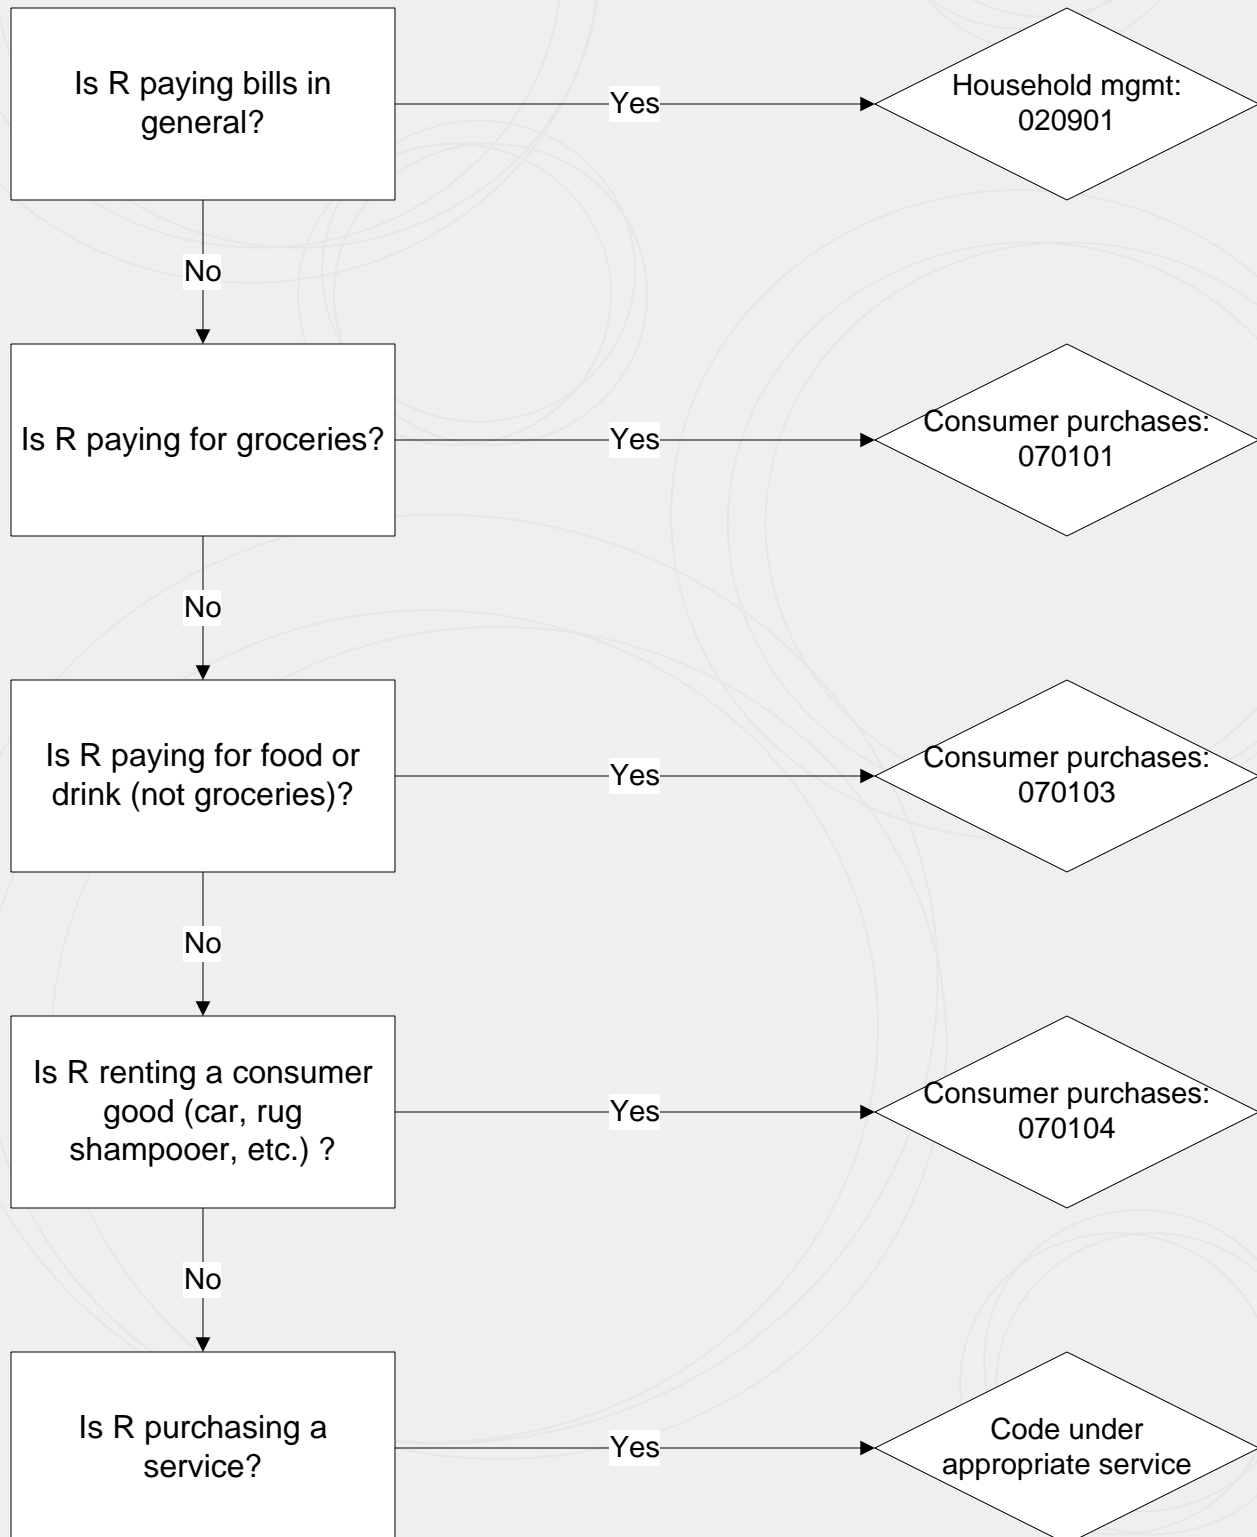 Is R paying bills in
general?
Yes
Household mgmt:
020901
No
Is R paying for groceries?
Yes
Consumer purchases:
070101
No
Is R paying for food or
drink (not groceries)?
Yes
Consumer purchases:
070103
No
Is R renting a consumer
good (car, rug
shampooer, etc.) ?
Yes
Consumer purchases:
070104
No
Is R purchasing a
service?
Yes
Code under
appropriate service